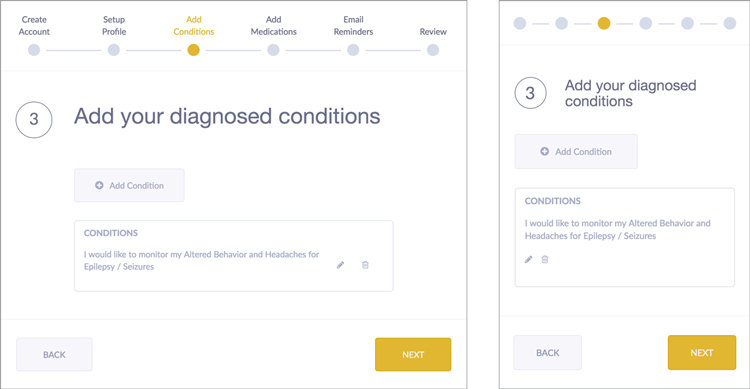 Create Account
Setup Profile
Add Conditions
Add Medications
Email Reminders
Review
3
Add your diagnosed conditions
Add Condition
CONDITIONS
I would like to monitor my Altered Behavior and Headaches for
Epilepsy / Seizures
BACK
NEXT
3
Add your diagnosed
conditions
Add Condition
CONDITIONS
I would like to monitor my Altered Behavior and
Headaches for Epilepsy / Seizures
BACK
NEXT